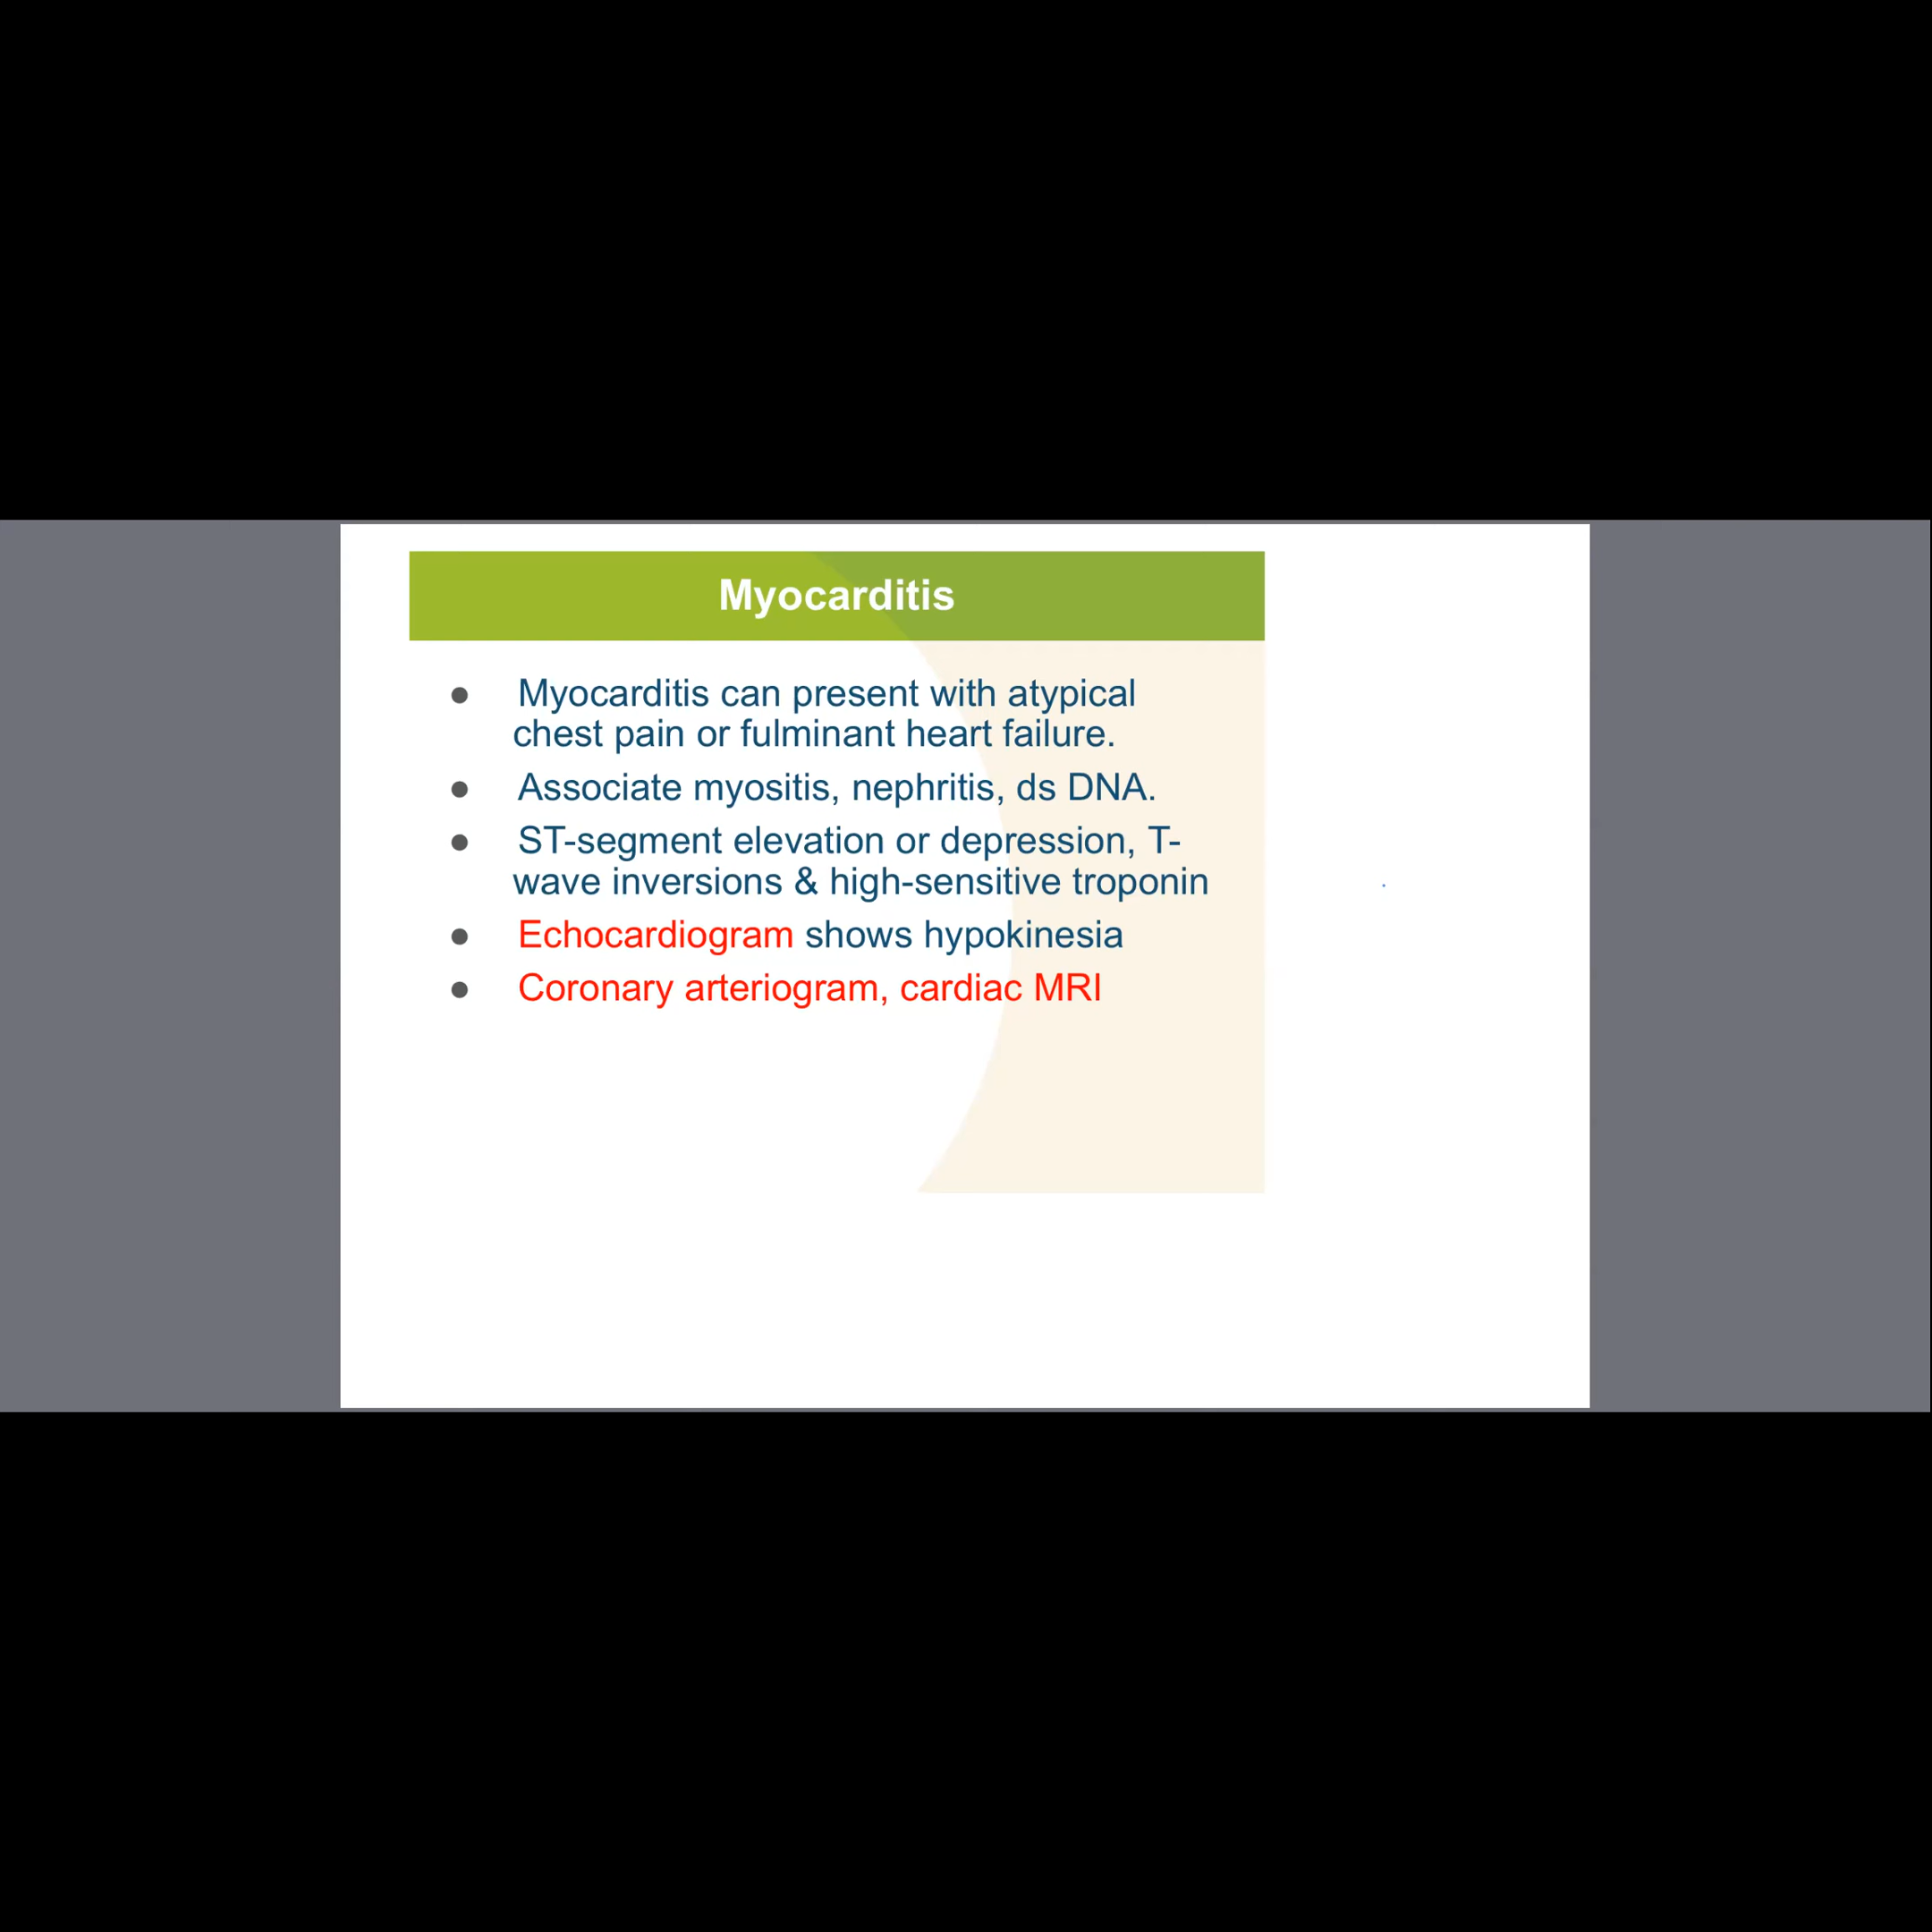 Myocarditis
● Myocarditis can present with atypical
chest pain or fulminant heart failure.
● Associate myositis, nephritis, ds DNA.
● ST-segment elevation or depression, T-
wave inversions & high-sensitive troponin
● Echocardiogram shows hypokinesia
● Coronary arteriogram, cardiac MRI